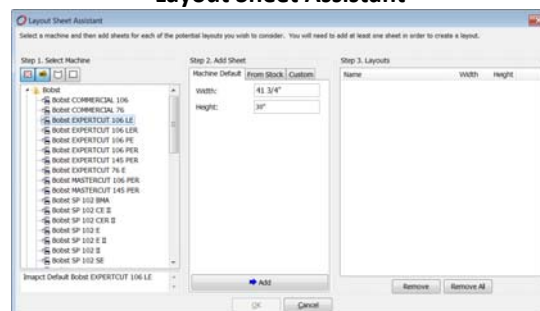 Layout Sheet Assistant
Layout Sheet Assistant
Select a machine and then add sheets for each of the potential layouts you wish to consider. You will need to add at least one sheet in order to create a layout.
Step 1. Select Machine
Step 2. Add Sheet
Step 3. Layouts
Machine Default From Stock Custom
Name Width Height
Width: 41 3/4"
Height: 30"
Bobst
Bobst COMMERCIAL 106
Bobst COMMERCIAL 76
Bobst EXPERTCUT 106 LE
Bobst EXPERTCUT 106 LER
Bobst EXPERTCUT 106 PE
Bobst EXPERTCUT 106 PER
Bobst EXPERTCUT 145 PER
Bobst EXPERTCUT 76 E
Bobst MASTERCUT 106 PER
Bobst MASTERCUT 145 PER
Bobst SP 102 BMA
Bobst SP 102 CE II
Bobst SP 102 CER II
Bobst SP 102 E
Bobst SP 102 E II
Bobst SP 102 II
Bobst SP 102 SE
Imapct Default Bobst EXPERTCUT 106 LE
Add
Remove Remove All
OK Cancel